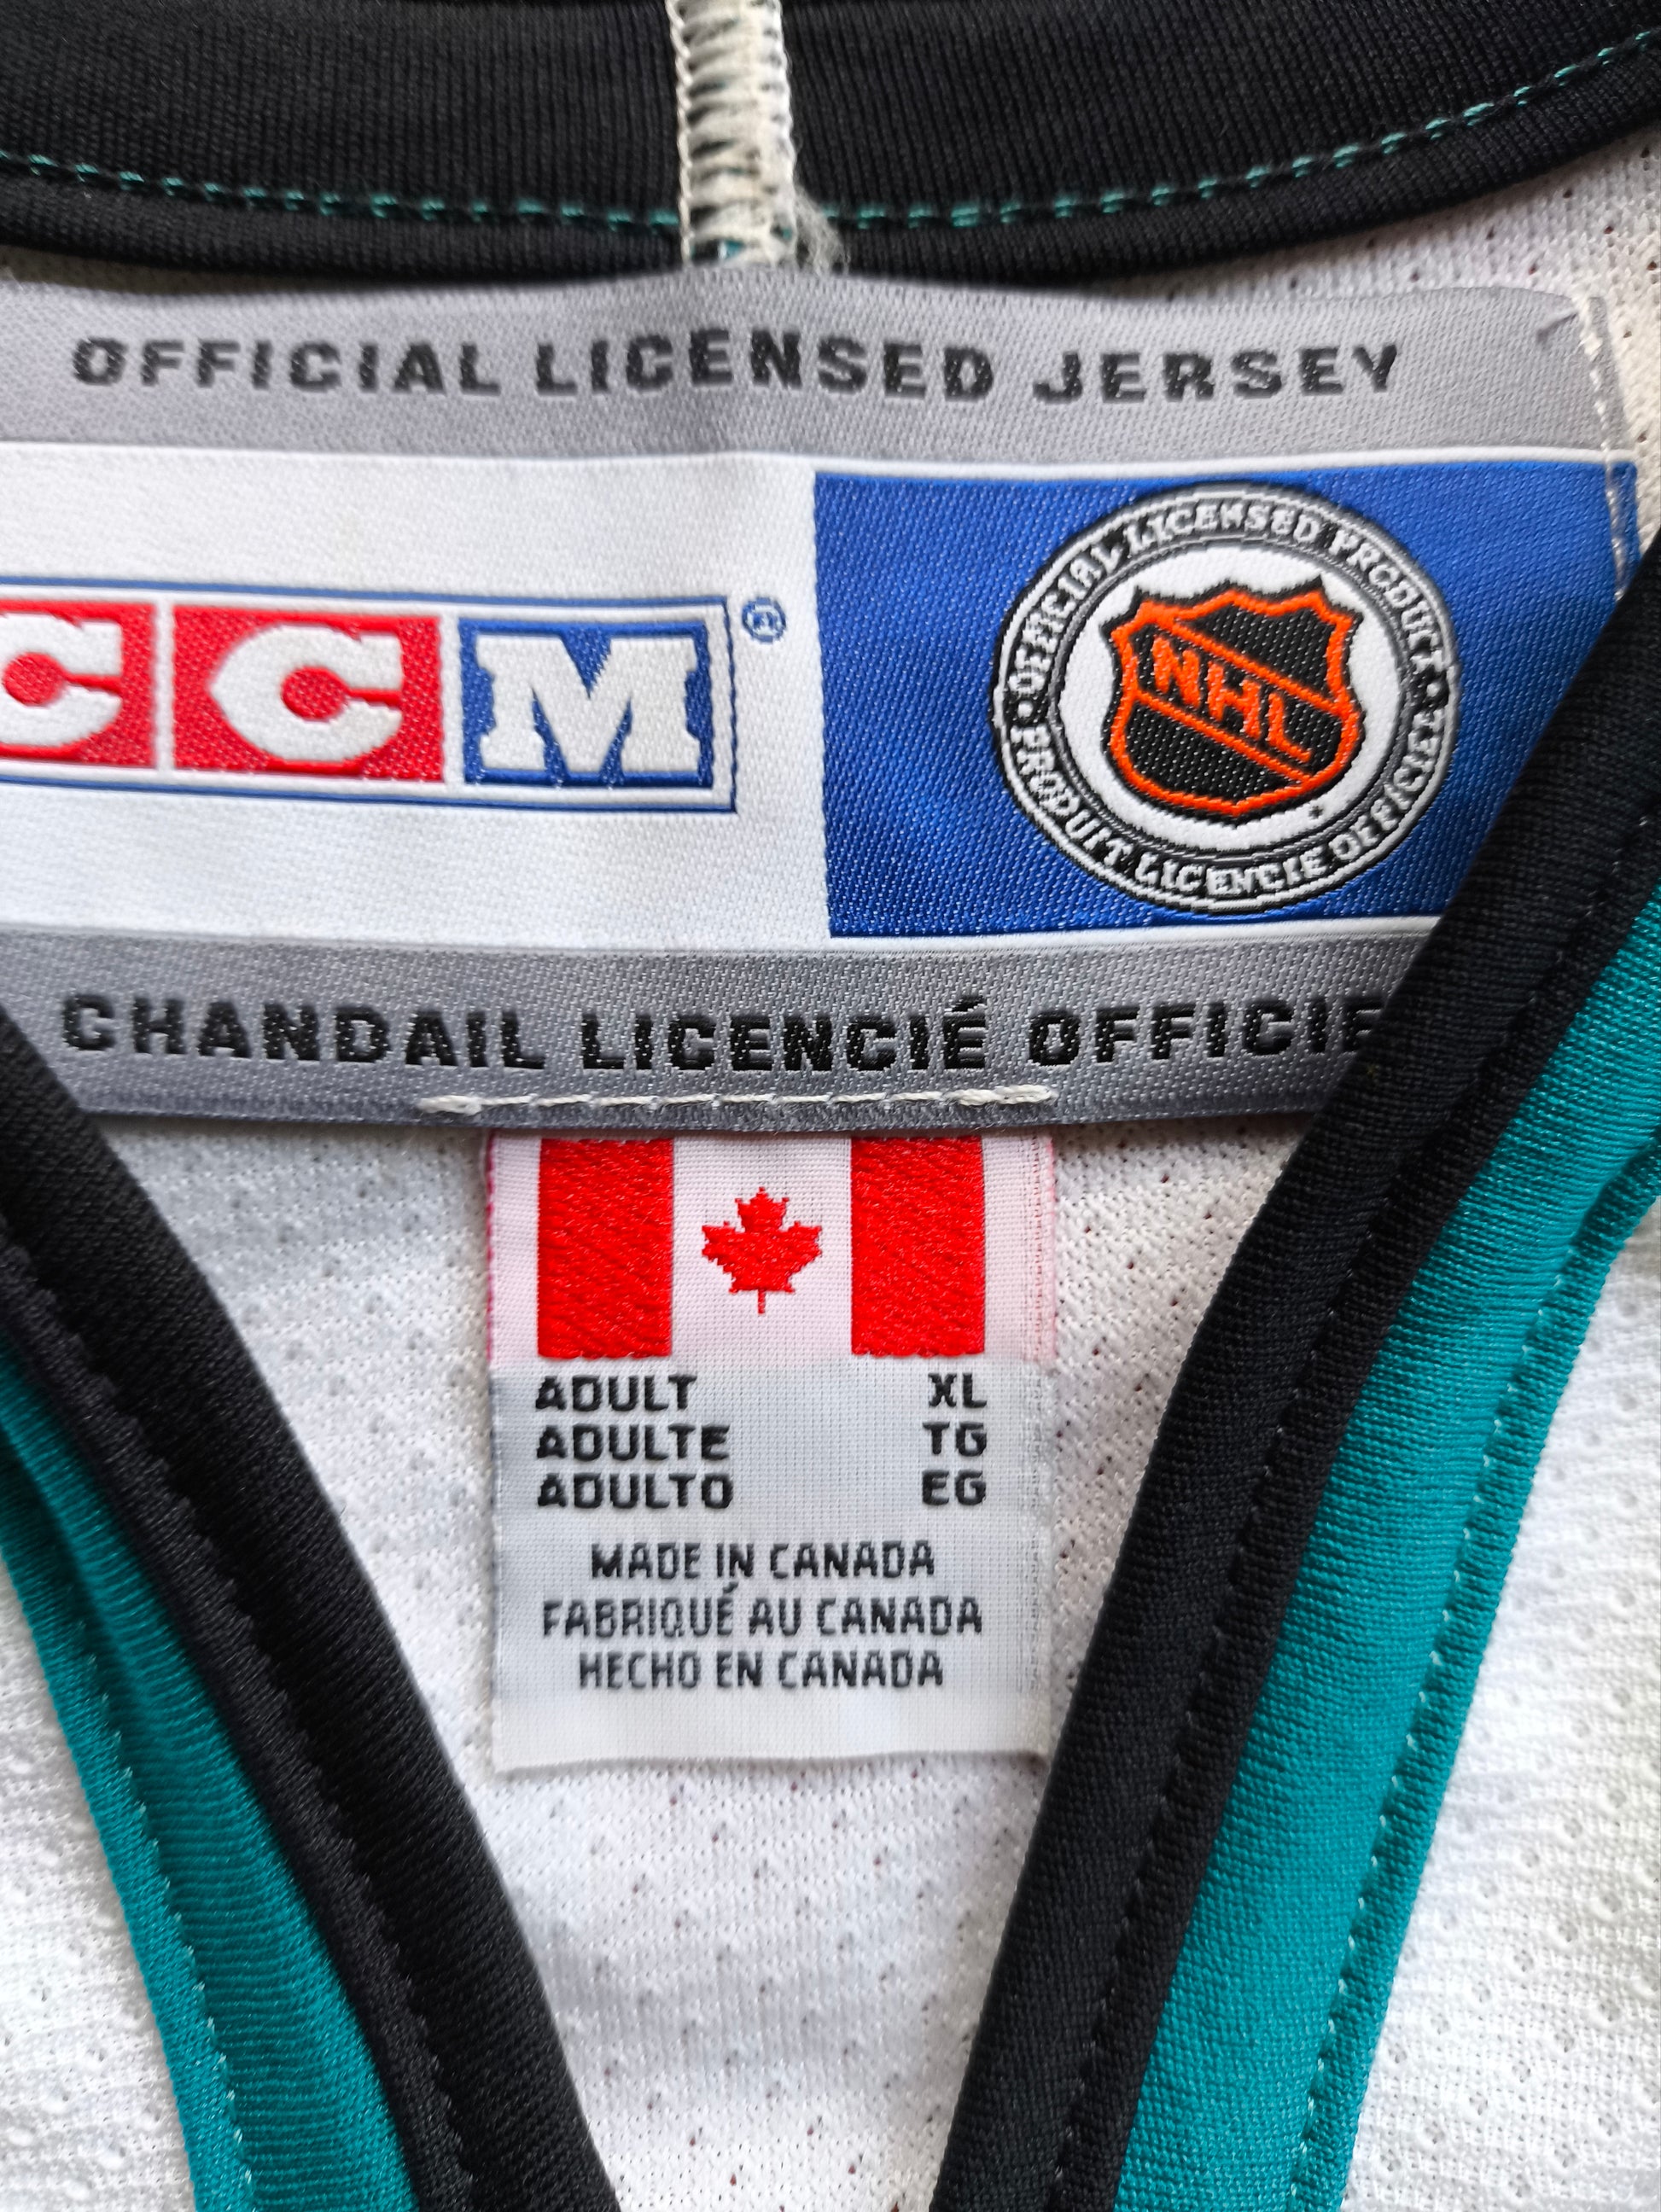 OFFICIAL LICENSED JERSEY
CCM®
OFFICIAL LICENSED PRODUCT
NHL
PRODUIT LICENCIE OFFICIEL
CHANDAIL LICENCIÉ OFFICIE
ADULT XL
ADULTE TG
ADULTO EG
MADE IN CANADA
FABRIQUÉ AU CANADA
HECHO EN CANADA